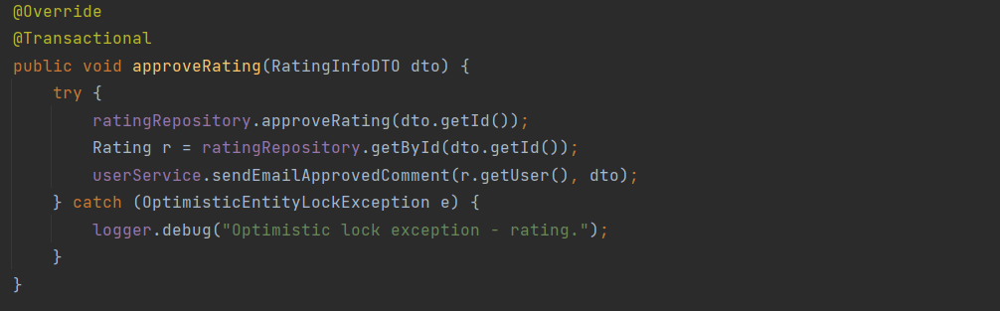 @Override
@Transactional
public void approveRating(RatingInfoDTO dto) {
    try {
        ratingRepository.approveRating(dto.getId());
        Rating r = ratingRepository.getById(dto.getId());
        userService.sendEmailApprovedComment(r.getUser(), dto);
    } catch (OptimisticEntityLockException e) {
        logger.debug("Optimistic lock exception - rating.");
    }
}